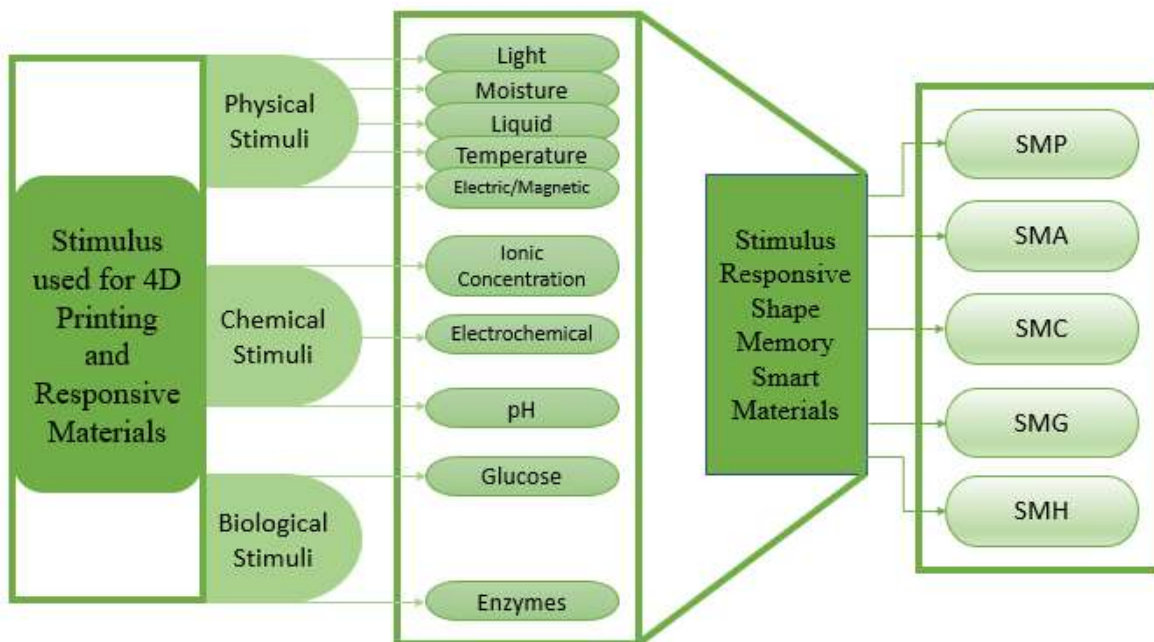 Stimulus
used for 4D
Printing
and
Responsive
Materials
Physical
Stimuli
Chemical
Stimuli
Biological
Stimuli
Light
Moisture
Liquid
Temperature
Electric/Magnetic
Ionic
Concentration
Electrochemical
pH
Glucose
Enzymes
Stimulus
Responsive
Shape
Memory
Smart
Materials
SMP
SMA
SMC
SMG
SMH